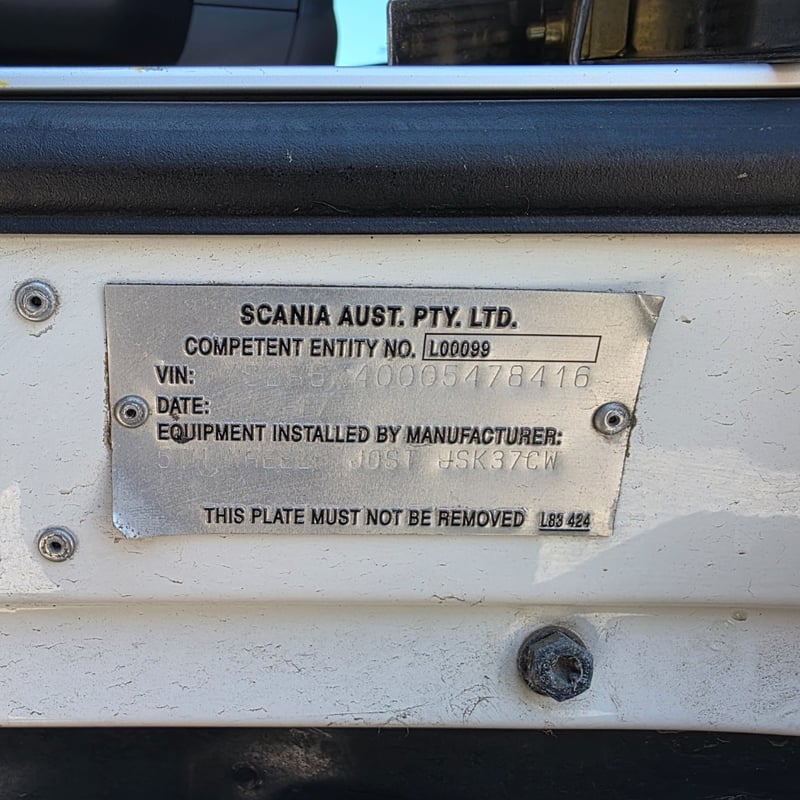 SCANIA AUST. PTY. LTD.
COMPETENT ENTITY NO. L00099
VIN: 40005478416
DATE:
EQUIPMENT INSTALLED BY MANUFACTURER:
JOST JSK37CW
THIS PLATE MUST NOT BE REMOVED L83 424